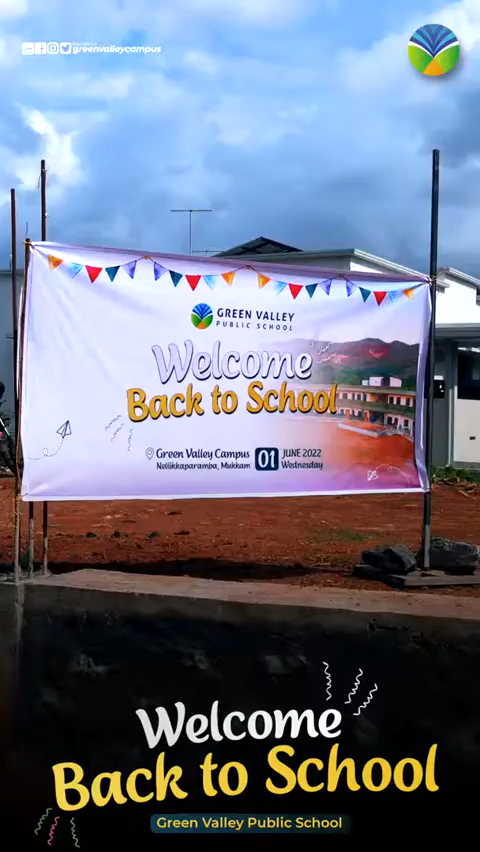 greenvalleycampus
GREEN VALLEY
PUBLIC SCHOOL
Welcome
Back to School
Green Valley Campus
Nellikkaparamba, Mukkam
01
JUNE 2022
Wednesday
Welcome
Back to School
Green Valley Public School